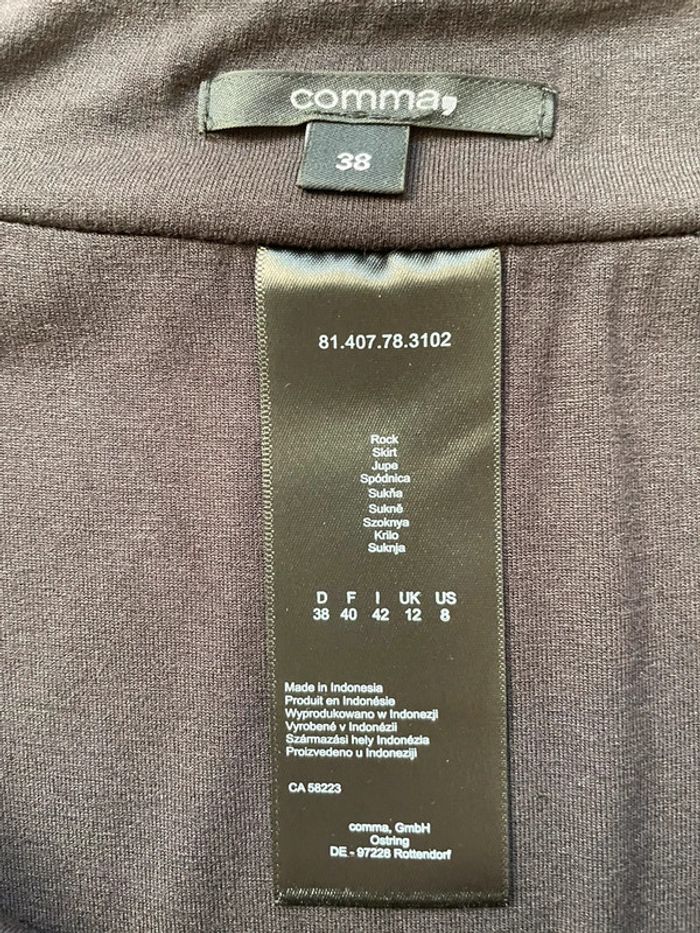 comma,
38
81.407.78.3102
Rock
Skirt
Jupe
Spódnica
Sukňa
Sukně
Szoknya
Krilo
Suknja
D F I UK US
38 40 42 12 8
Made in Indonesia
Produit en Indonésie
Wyprodukowano w Indonezji
Vyrobené v Indonézii
Származási hely Indonézia
Proizvedeno u Indoneziji
CA 58223
comma, GmbH
Ostring
DE - 97228 Rottendorf